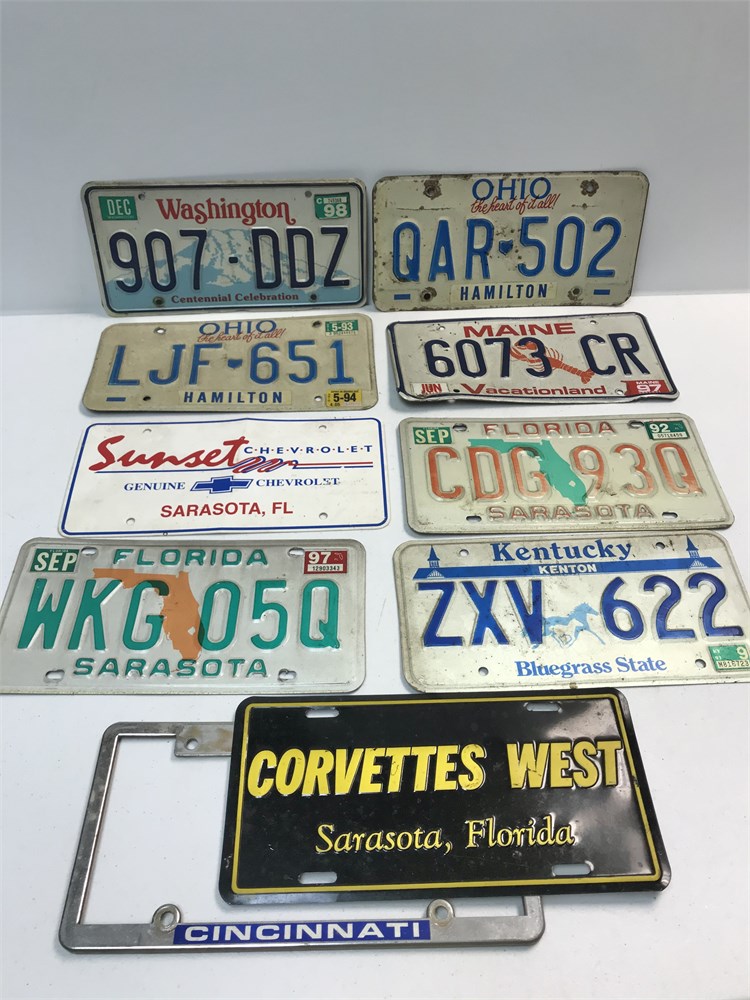 DEC
Washington
98
907·DDZ
Centennial Celebration
OHIO
the heart of it all!
QAR 502
HAMILTON
OHIO
the heart of it all!
5-93
LJF 651
HAMILTON
5-94
MAINE
6073 CR
JUN
Vacationland
MAINE
97
Sunset CHEVROLET
GENUINE CHEVROLET
SARASOTA, FL
SEP
FLORIDA
92
CDG 93Q
SARASOTA
SEP
FLORIDA
97
12903343
WKG 05Q
SARASOTA
Kentucky
KENTON
ZXV 622
Bluegrass State
9
CORVETTES WEST
Sarasota, Florida
CINCINNATI